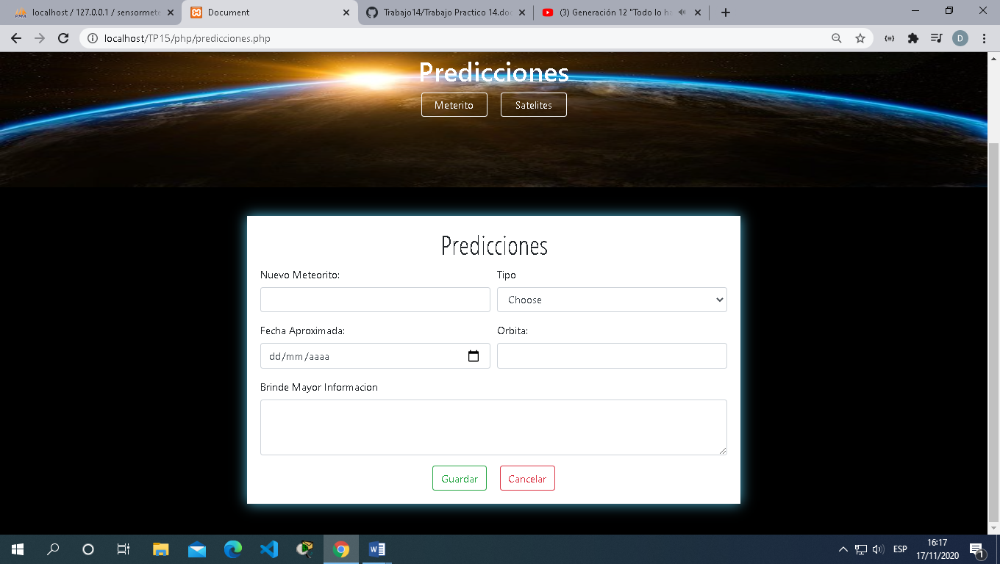 localhost / 127.0.0.1 / sensormete
Document
Trabajo14/Trabajo Practico 14.doc
(3) Generación 12 "Todo lo ha
localhost/TP15/php/predicciones.php
D
Predicciones
Meterito
Satelites
Predicciones
Nuevo Meteorito:
Tipo
Choose
Fecha Aproximada:
Orbita:
dd/mm/aaaa
Brinde Mayor Informacion
Guardar
Cancelar
ESP
16:17
17/11/2020
1